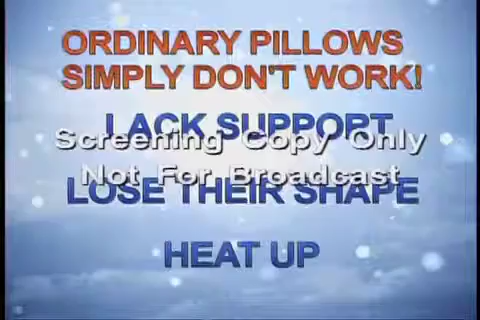 ORDINARY PILLOWS
SIMPLY DON'T WORK!
LACK SUPPORT
Screening Copy Only
Not For Broadcast
LOSE THEIR SHAPE
HEAT UP